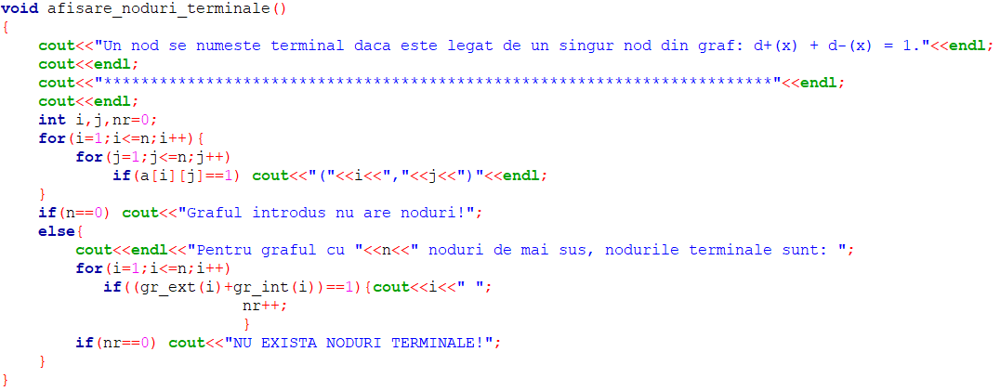 void afisare_noduri_terminale()
{
    cout<<"Un nod se numeste terminal daca este legat de un singur nod din graf: d+(x) + d-(x) = 1."<<endl;
    cout<<endl;
    cout<<"************************************************************************"<<endl;
    cout<<endl;
    int i,j,nr=0;
    for(i=1;i<=n;i++){
        for(j=1;j<=n;j++)
            if(a[i][j]==1) cout<<"("<<i<<","<<j<<")"<<endl;
    }
    if(n==0) cout<<"Graful introdus nu are noduri!";
    else{
        cout<<endl<<"Pentru graful cu "<<n<<" noduri de mai sus, nodurile terminale sunt: ";
        for(i=1;i<=n;i++)
           if((gr_ext(i)+gr_int(i))==1){cout<<i<<" ";
                          nr++;
                          }
        if(nr==0) cout<<"NU EXISTA NODURI TERMINALE!";
    }
}